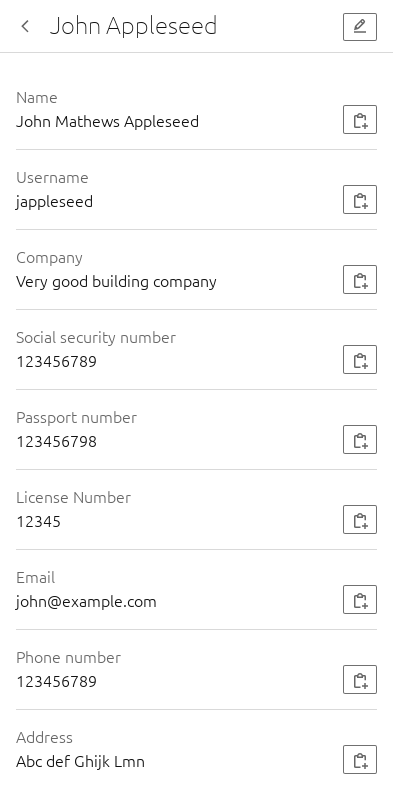 John Appleseed
Name
John Mathews Appleseed
Username
jappleseed
Company
Very good building company
Social security number
123456789
Passport number
123456798
License Number
12345
Email
john@example.com
Phone number
123456789
Address
Abc def Ghijk Lmn